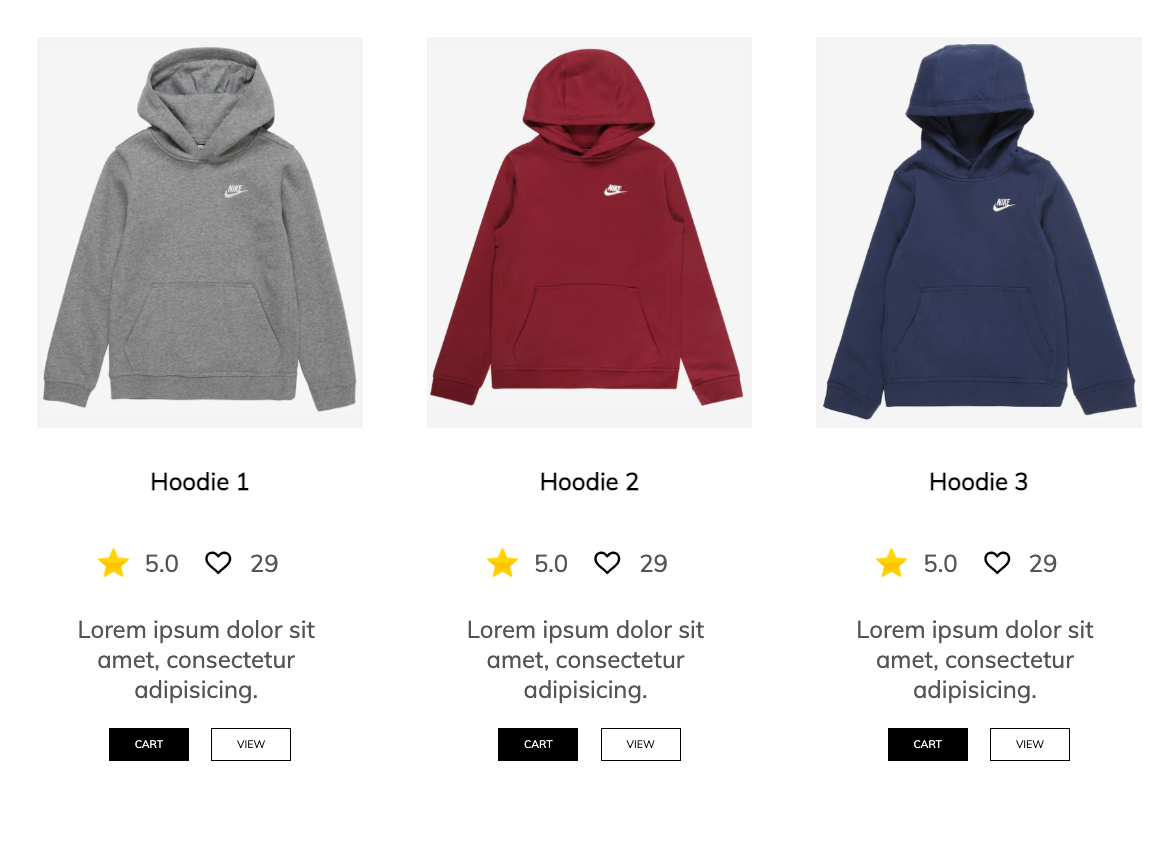 NIKE
NIKE
NIKE
Hoodie 1
Hoodie 2
Hoodie 3
5.0 29
5.0 29
5.0 29
Lorem ipsum dolor sit
amet, consectetur
adipisicing.
Lorem ipsum dolor sit
amet, consectetur
adipisicing.
Lorem ipsum dolor sit
amet, consectetur
adipisicing.
CART VIEW
CART VIEW
CART VIEW